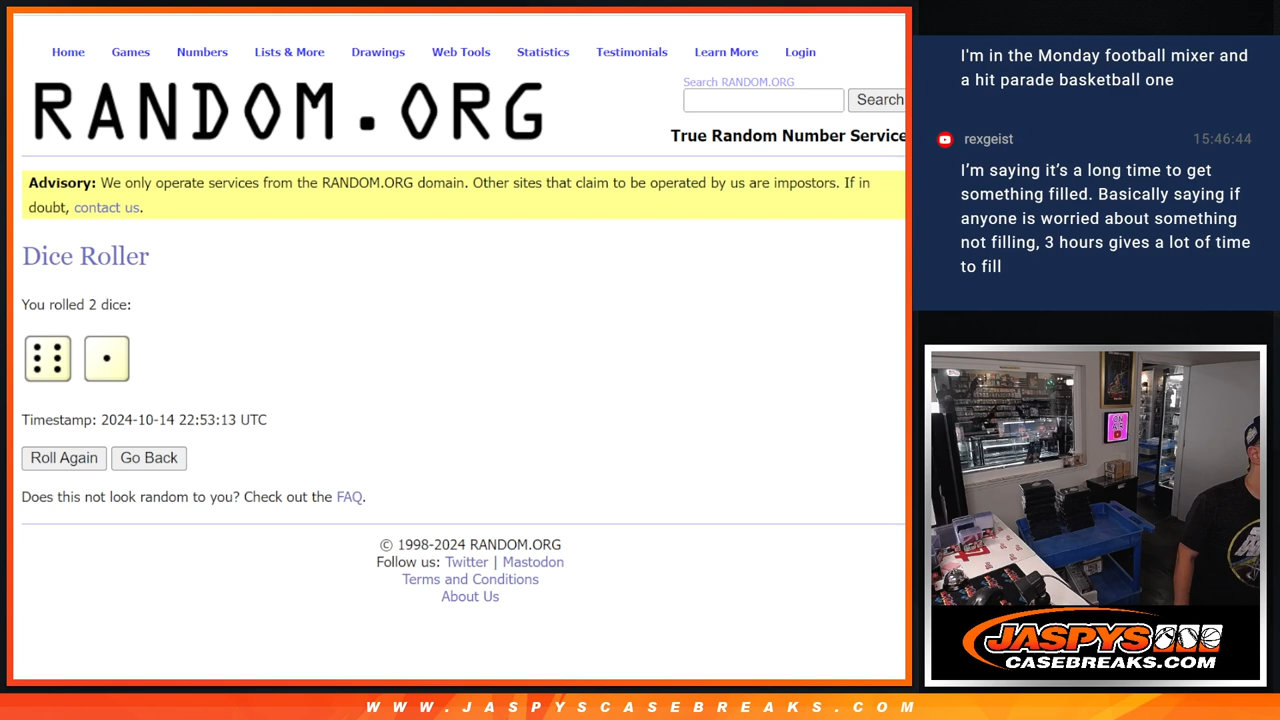 Home Games Numbers Lists & More Drawings Web Tools Statistics Testimonials Learn More Login
RANDOM.ORG
Search RANDOM.ORG
Search
True Random Number Service
Advisory: We only operate services from the RANDOM.ORG domain. Other sites that claim to be operated by us are impostors. If in
doubt, contact us.
Dice Roller
You rolled 2 dice:
Timestamp: 2024-10-14 22:53:13 UTC
Roll Again Go Back
Does this not look random to you? Check out the FAQ.
© 1998-2024 RANDOM.ORG
Follow us: Twitter | Mastodon
Terms and Conditions
About Us
I'm in the Monday football mixer and
a hit parade basketball one
rexgeist 15:46:44
I’m saying it’s a long time to get
something filled. Basically saying if
anyone is worried about something
not filling, 3 hours gives a lot of time
to fill
ON
AIR
JASPYS
CASEBREAKS.COM
WWW.JASPYSCASEBREAKS.COM